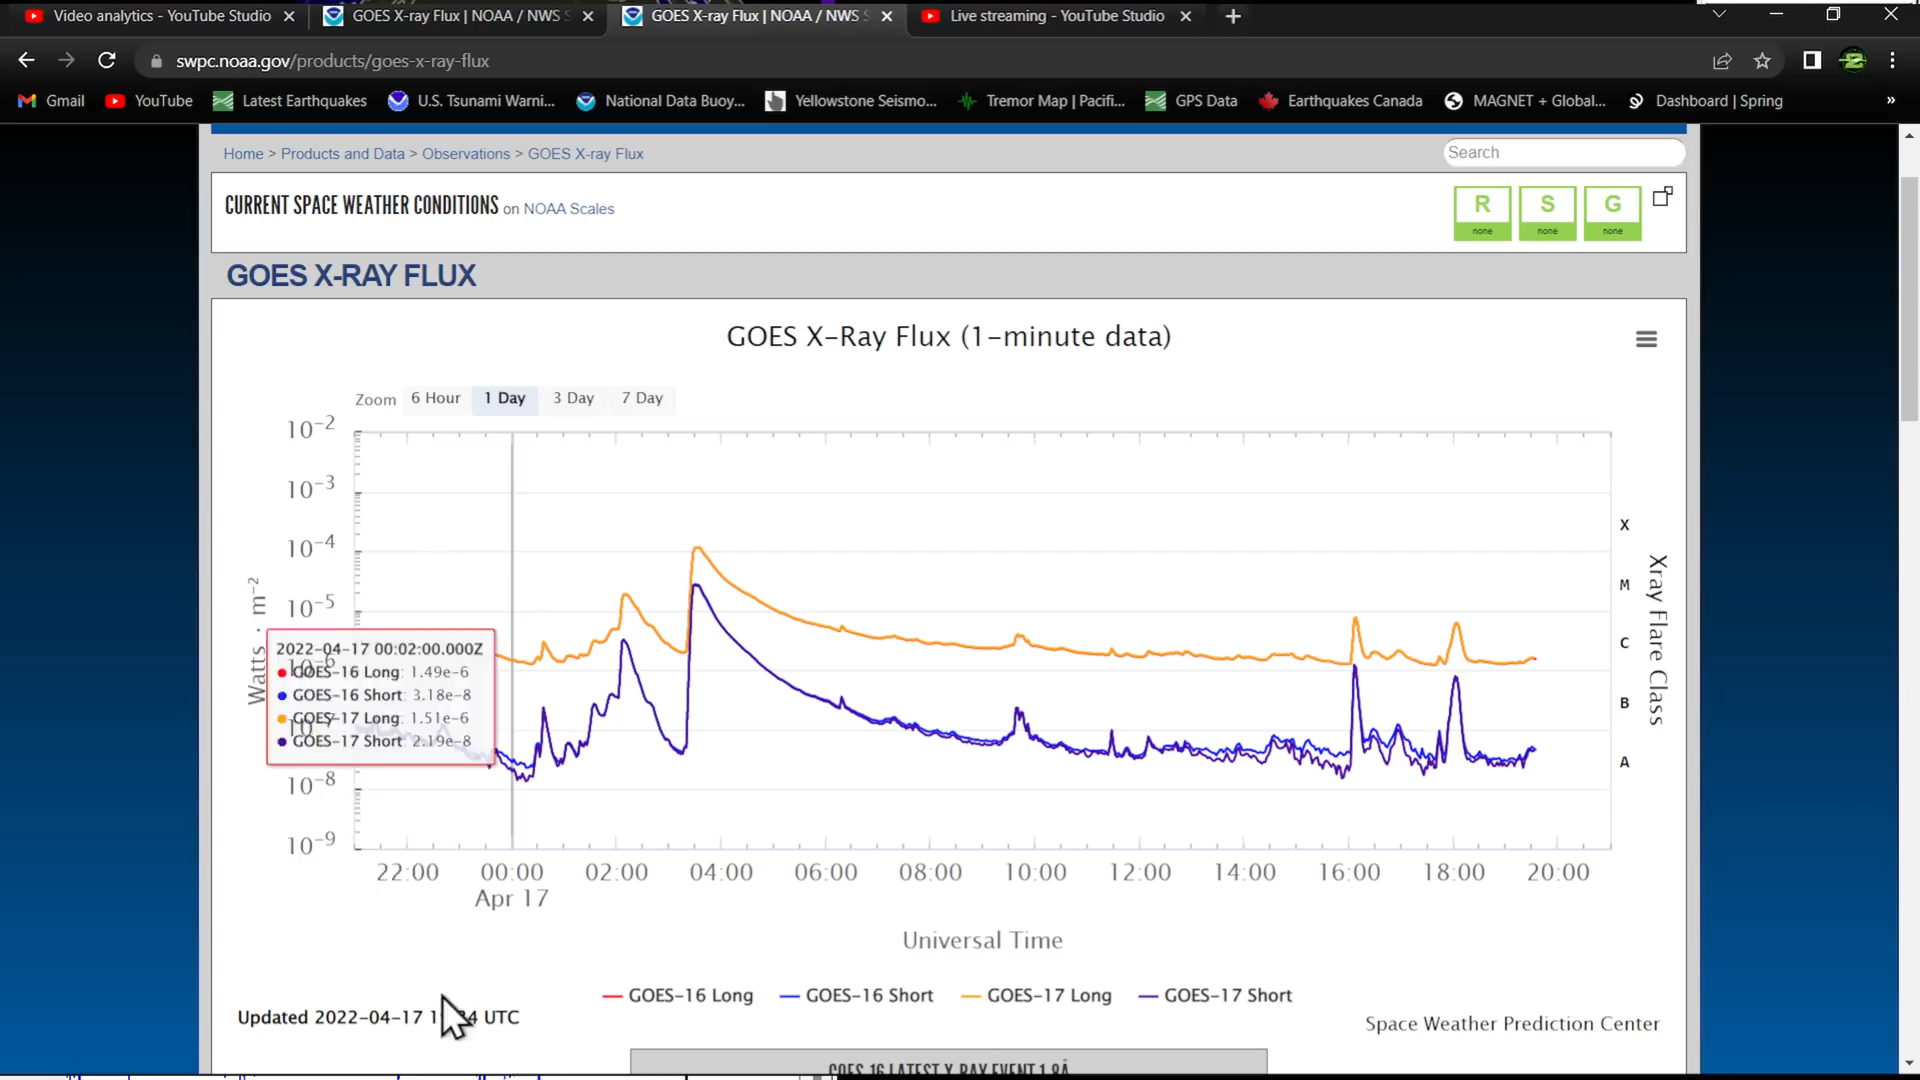 Video analytics - YouTube Studio
GOES X-ray Flux | NOAA / NWS S
GOES X-ray Flux | NOAA / NWS S
Live streaming - YouTube Studio
swpc.noaa.gov/products/goes-x-ray-flux
Gmail
YouTube
Latest Earthquakes
U.S. Tsunami Warni...
National Data Buoy...
Yellowstone Seismo...
Tremor Map | Pacifi...
GPS Data
Earthquakes Canada
MAGNET + Global...
Dashboard | Spring
»
Home > Products and Data > Observations > GOES X-ray Flux
Search
CURRENT SPACE WEATHER CONDITIONS on NOAA Scales
R
none
S
none
G
none
GOES X-RAY FLUX
GOES X-Ray Flux (1-minute data)
Zoom 6 Hour 1 Day 3 Day 7 Day
10⁻²
10⁻³
10⁻⁴
10⁻⁵
10⁻⁸
10⁻⁹
Watts · m⁻²
2022-04-17 00:02:00.000Z
GOES-16 Long: 1.49e-6
GOES-16 Short: 3.18e-8
GOES-17 Long: 1.51e-6
GOES-17 Short: 2.19e-8
X
M
C
B
A
Xray Flare Class
22:00 00:00 02:00 04:00 06:00 08:00 10:00 12:00 14:00 16:00 18:00 20:00
Apr 17
Universal Time
GOES-16 Long GOES-16 Short GOES-17 Long GOES-17 Short
Updated 2022-04-17 UTC
Space Weather Prediction Center